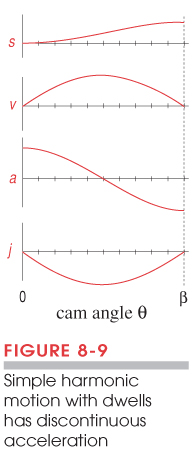 s
v
a
j
0 β
cam angle θ
FIGURE 8-9
Simple harmonic
motion with dwells
has discontinuous
acceleration